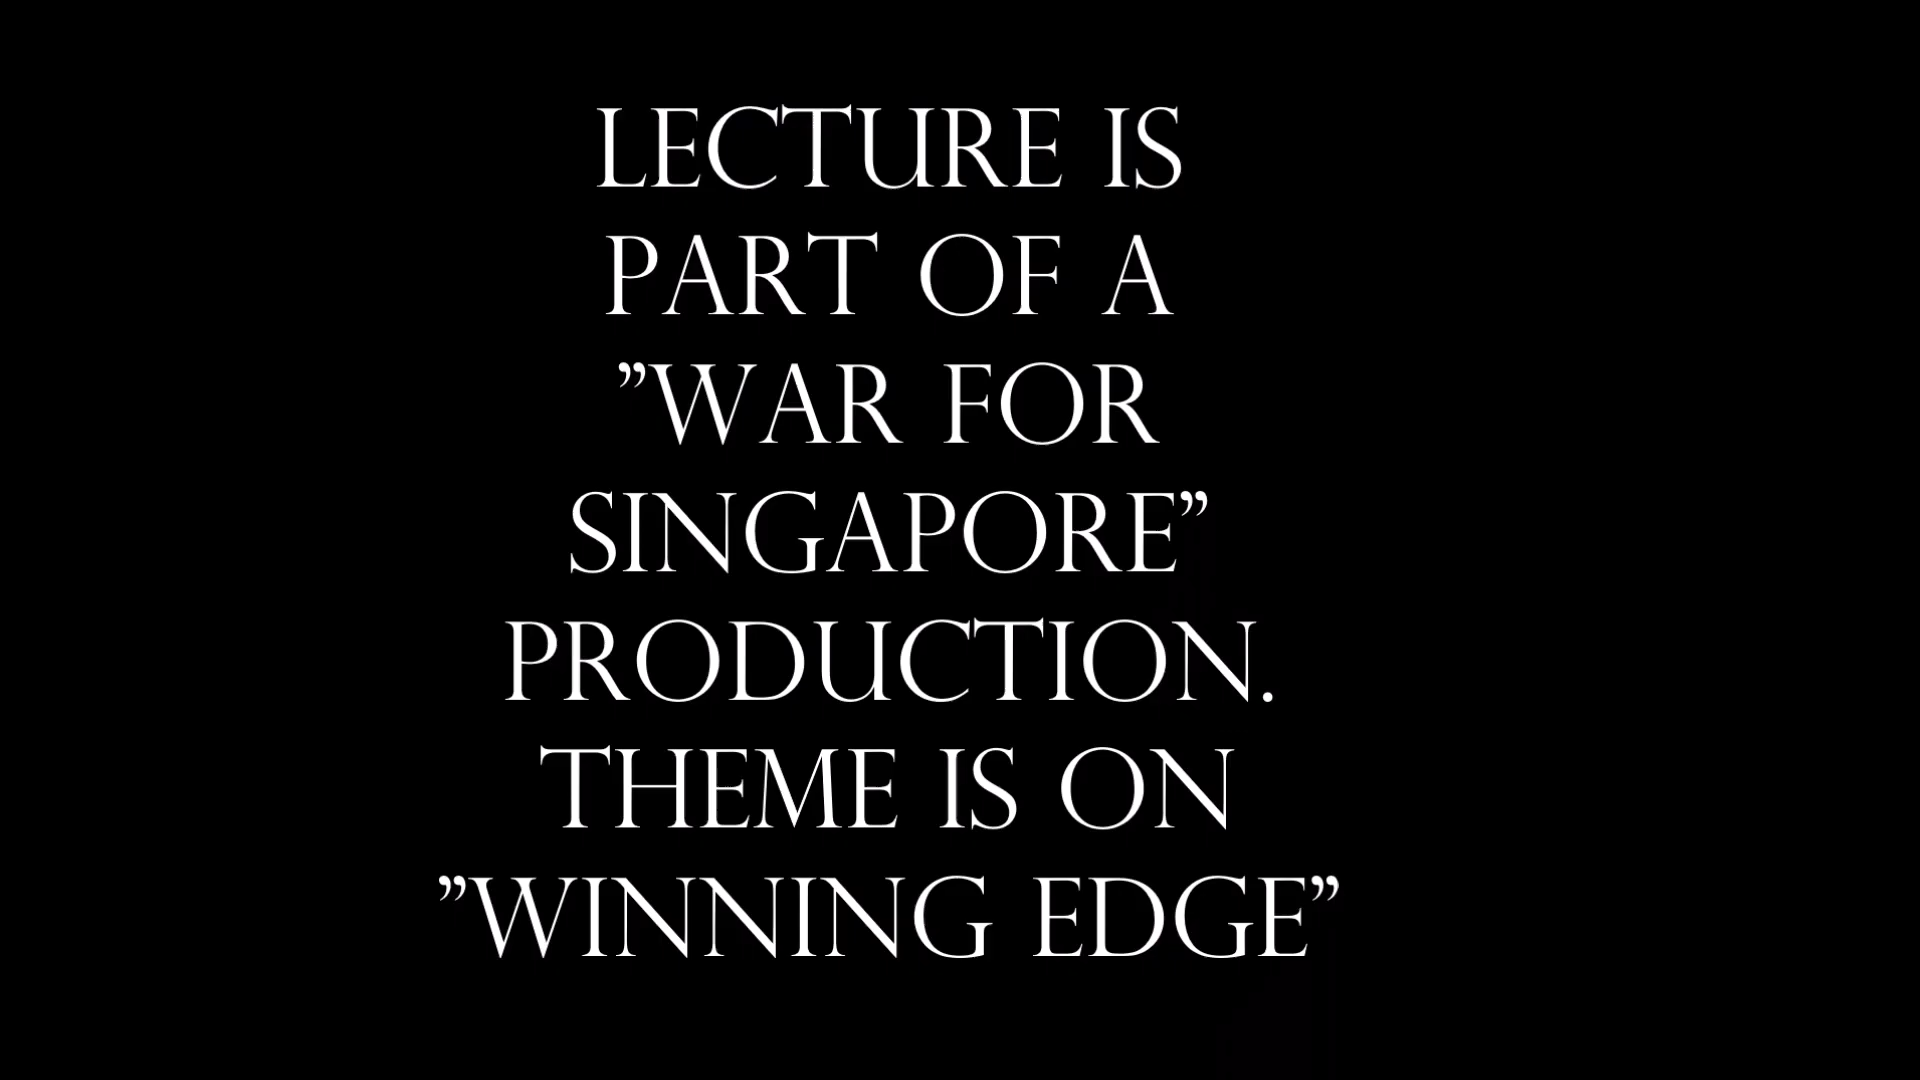 LECTURE IS
PART OF A
”WAR FOR
SINGAPORE”
PRODUCTION.
THEME IS ON
”WINNING EDGE”